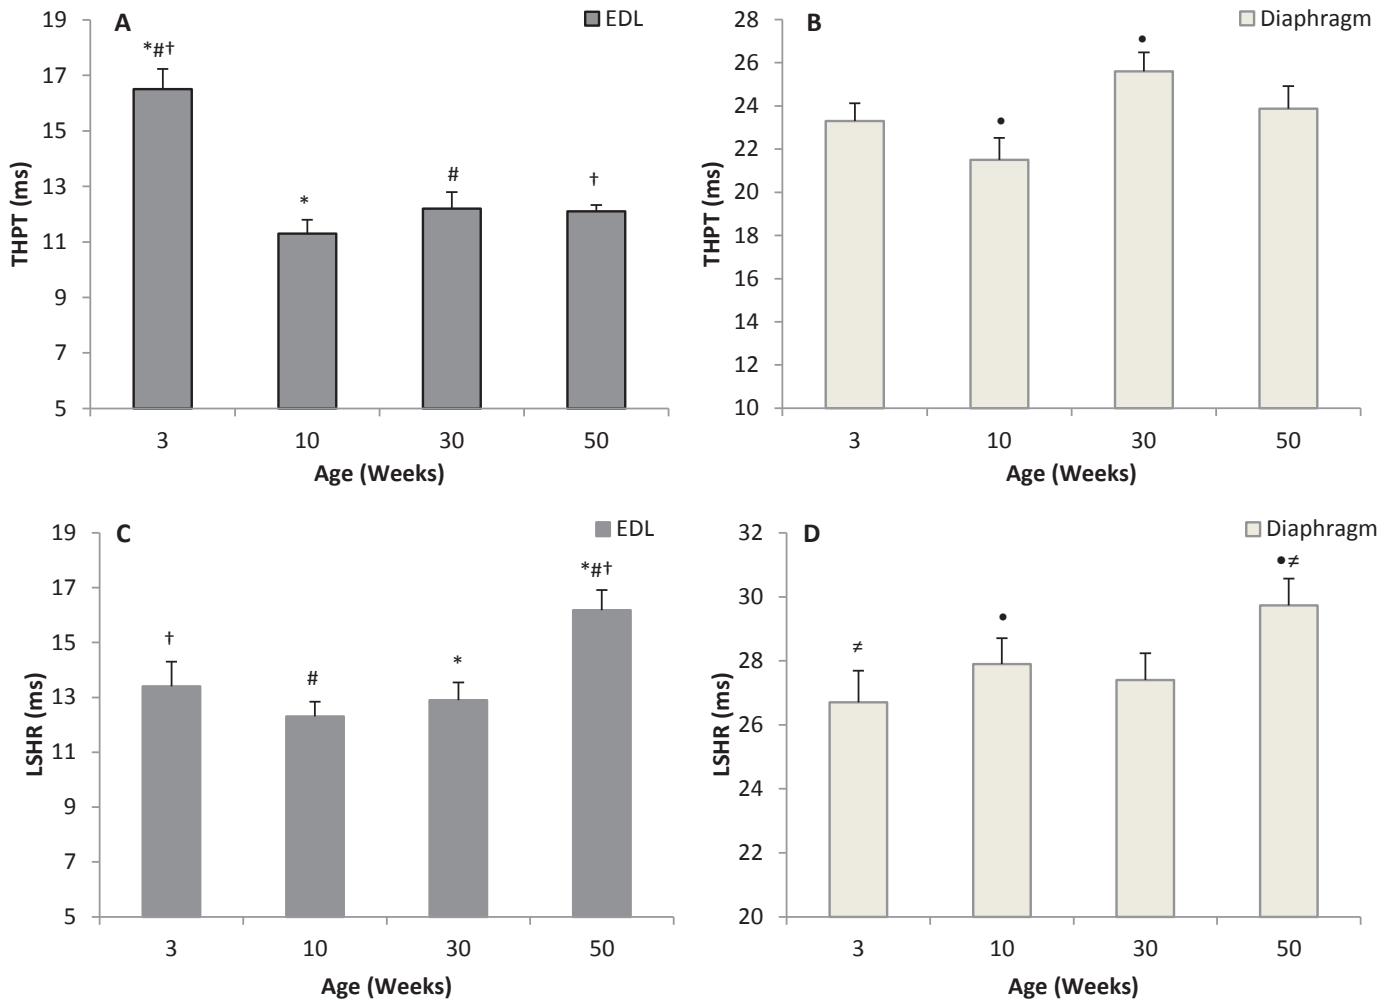 A
EDL
19
17
15
13
11
9
7
5
*#†
*
#
†
THPT (ms)
3 10 30 50
Age (Weeks)
B
Diaphragm
28
26
24
22
20
18
16
14
12
10
•
•
THPT (ms)
3 10 30 50
Age (Weeks)
C
EDL
19
17
15
13
11
9
7
5
†
#
*
*#†
LSHR (ms)
3 10 30 50
Age (Weeks)
D
Diaphragm
32
30
28
26
24
22
20
≠
•
•≠
LSHR (ms)
3 10 30 50
Age (Weeks)